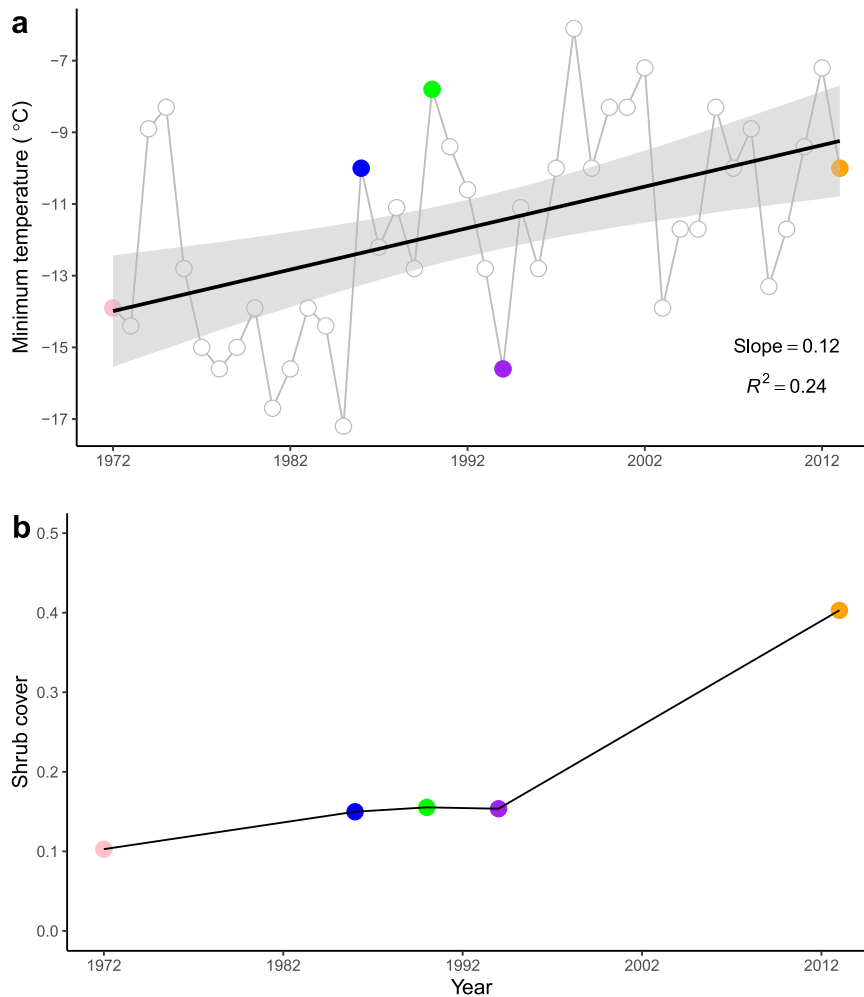 a
Minimum temperature ( °C)
−7
−9
−11
−13
−15
−17
Slope = 0.12
R² = 0.24
1972 1982 1992 2002 2012
b
Shrub cover
0.5
0.4
0.3
0.2
0.1
0.0
1972 1982 1992 2002 2012
Year